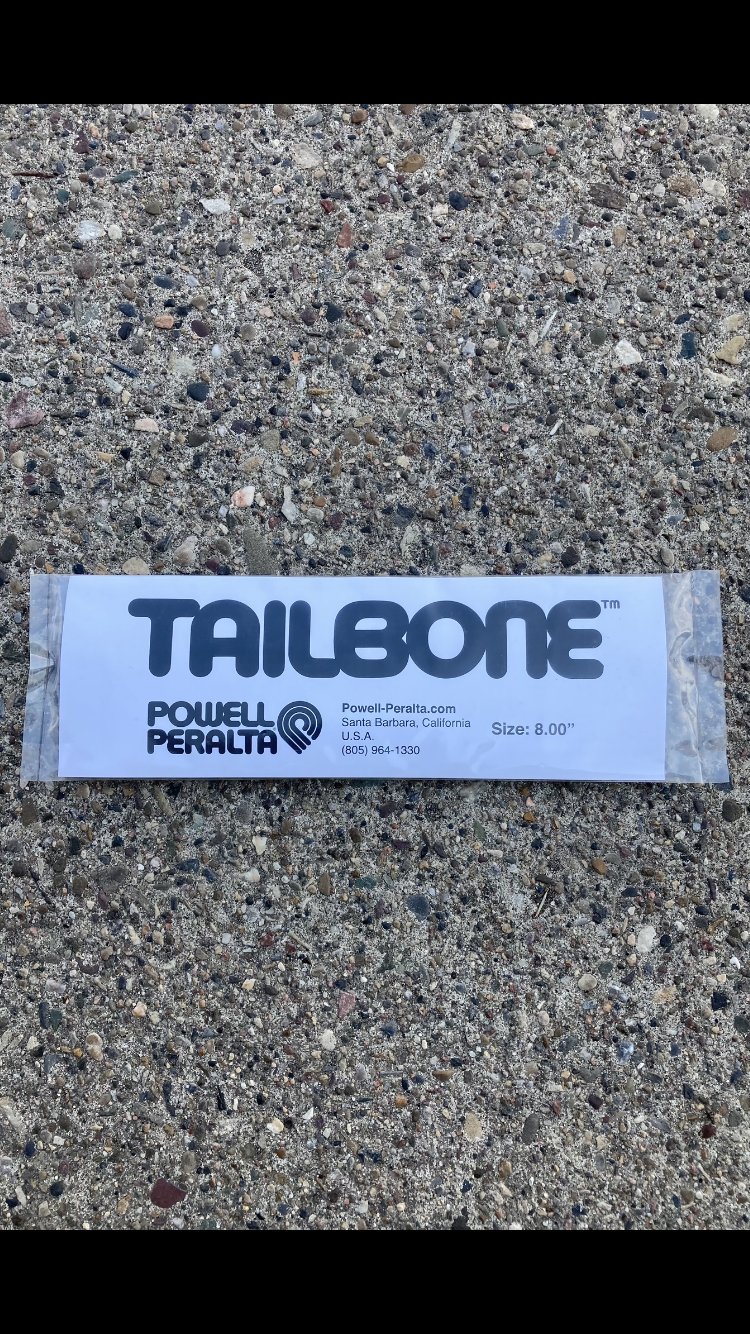 TAILBONE™
POWELL
PERALTA
Powell-Peralta.com
Santa Barbara, California
U.S.A.
(805) 964-1330
Size: 8.00”